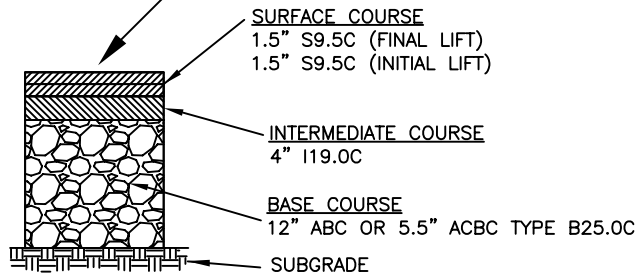 SURFACE COURSE
1.5" S9.5C (FINAL LIFT)
1.5" S9.5C (INITIAL LIFT)
INTERMEDIATE COURSE
4" I19.0C
BASE COURSE
12" ABC OR 5.5" ACBC TYPE B25.0C
SUBGRADE